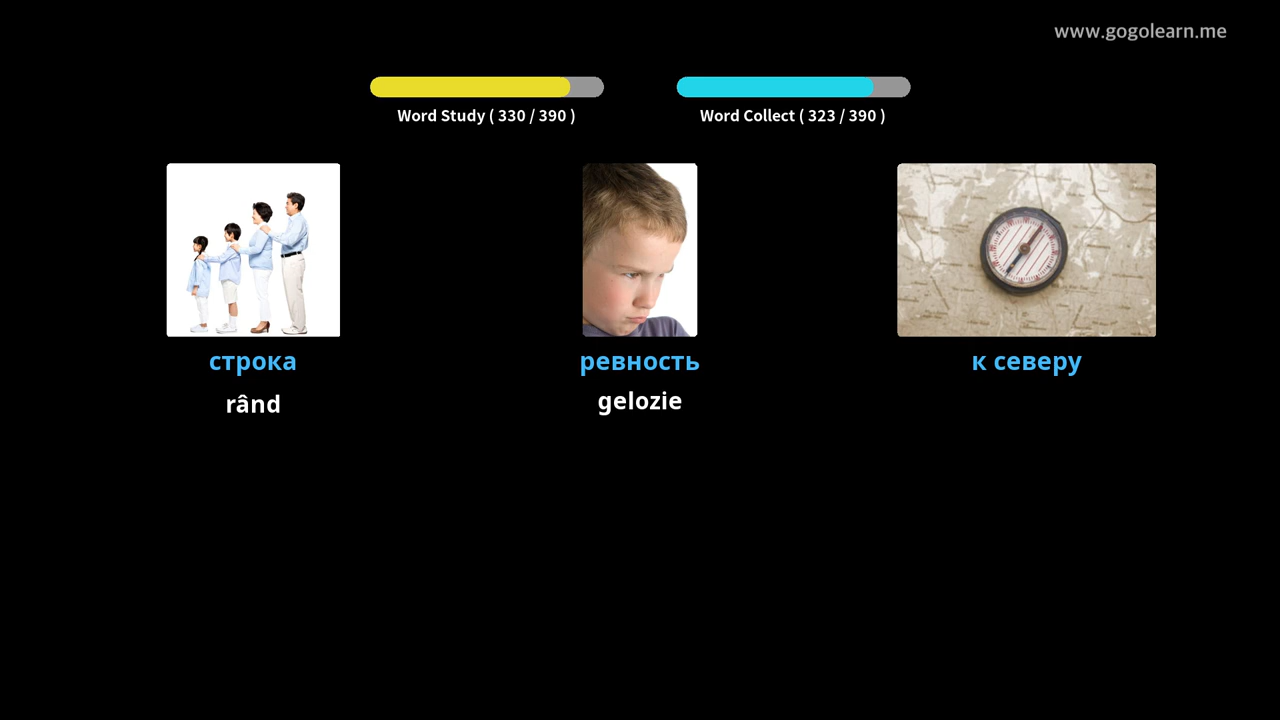 www.gogolearn.me
Word Study ( 330 / 390 )
Word Collect ( 323 / 390 )
строка
rând
ревность
gelozie
к северу